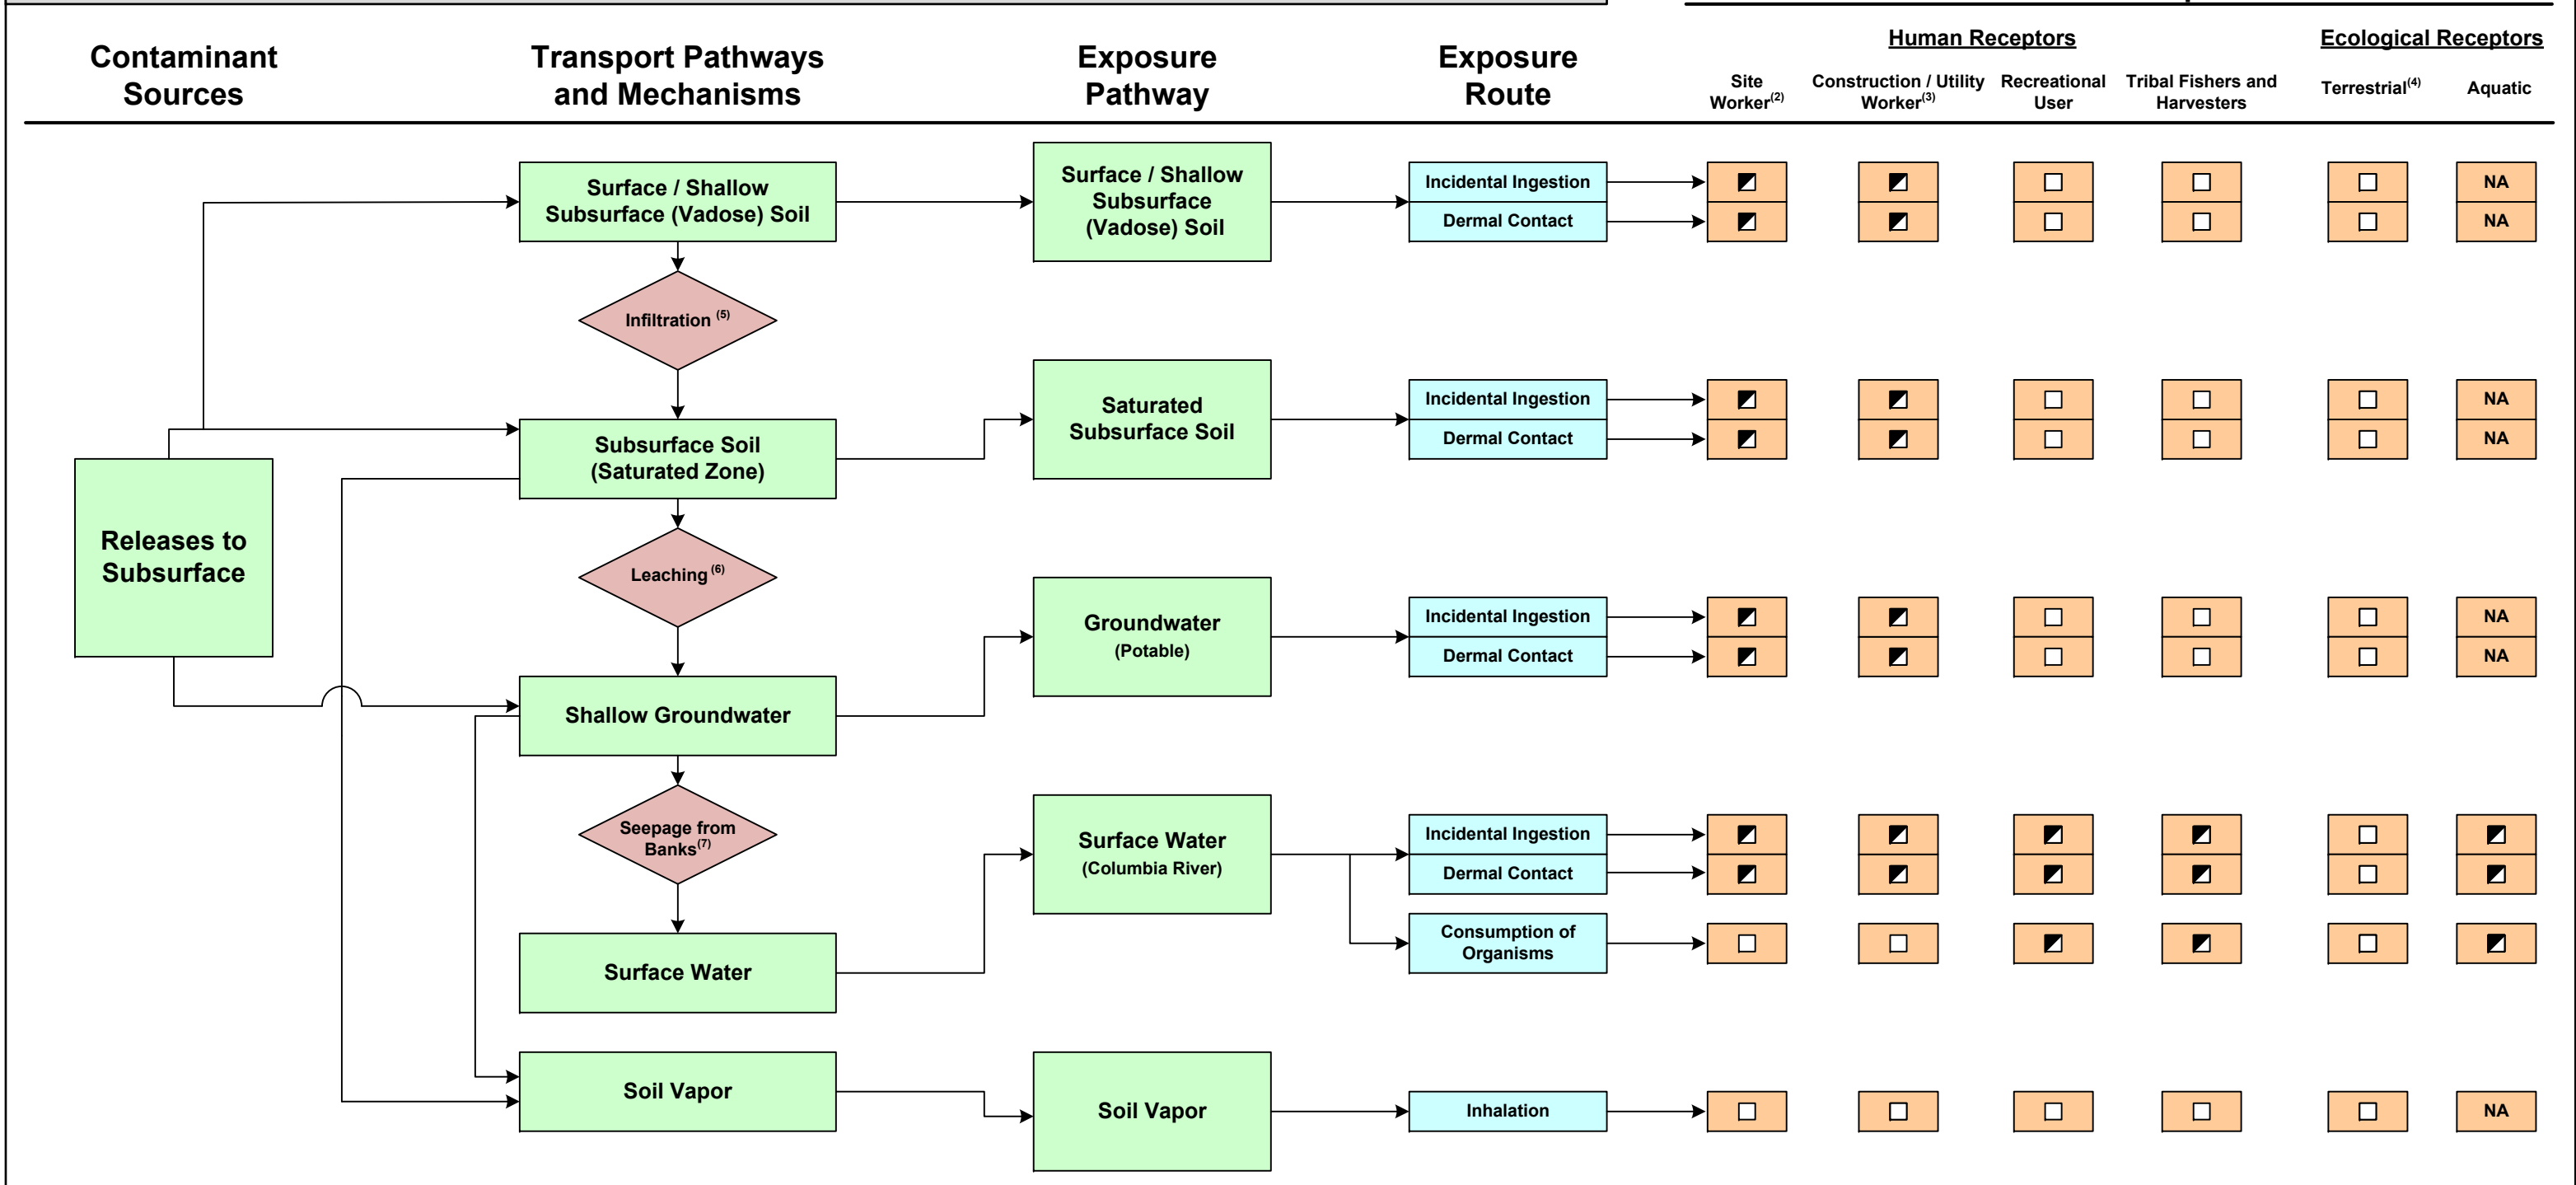 Human Receptors
Ecological Receptors
Contaminant
Sources
Transport Pathways
and Mechanisms
Exposure
Pathway
Exposure
Route
Site
Worker(2)
Construction / Utility
Worker(3)
Recreational
User
Tribal Fishers and
Harvesters
Terrestrial(4)
Aquatic
Surface / Shallow
Subsurface (Vadose) Soil
Surface / Shallow
Subsurface
(Vadose) Soil
Incidental Ingestion
NA
Dermal Contact
NA
Infiltration (5)
Subsurface Soil
(Saturated Zone)
Saturated
Subsurface Soil
Incidental Ingestion
NA
Dermal Contact
NA
Releases to
Subsurface
Leaching (6)
Groundwater
(Potable)
Incidental Ingestion
NA
Dermal Contact
NA
Shallow Groundwater
Seepage from
Banks(7)
Surface Water
(Columbia River)
Incidental Ingestion
Dermal Contact
Consumption of
Organisms
Surface Water
Soil Vapor
Soil Vapor
Inhalation
NA